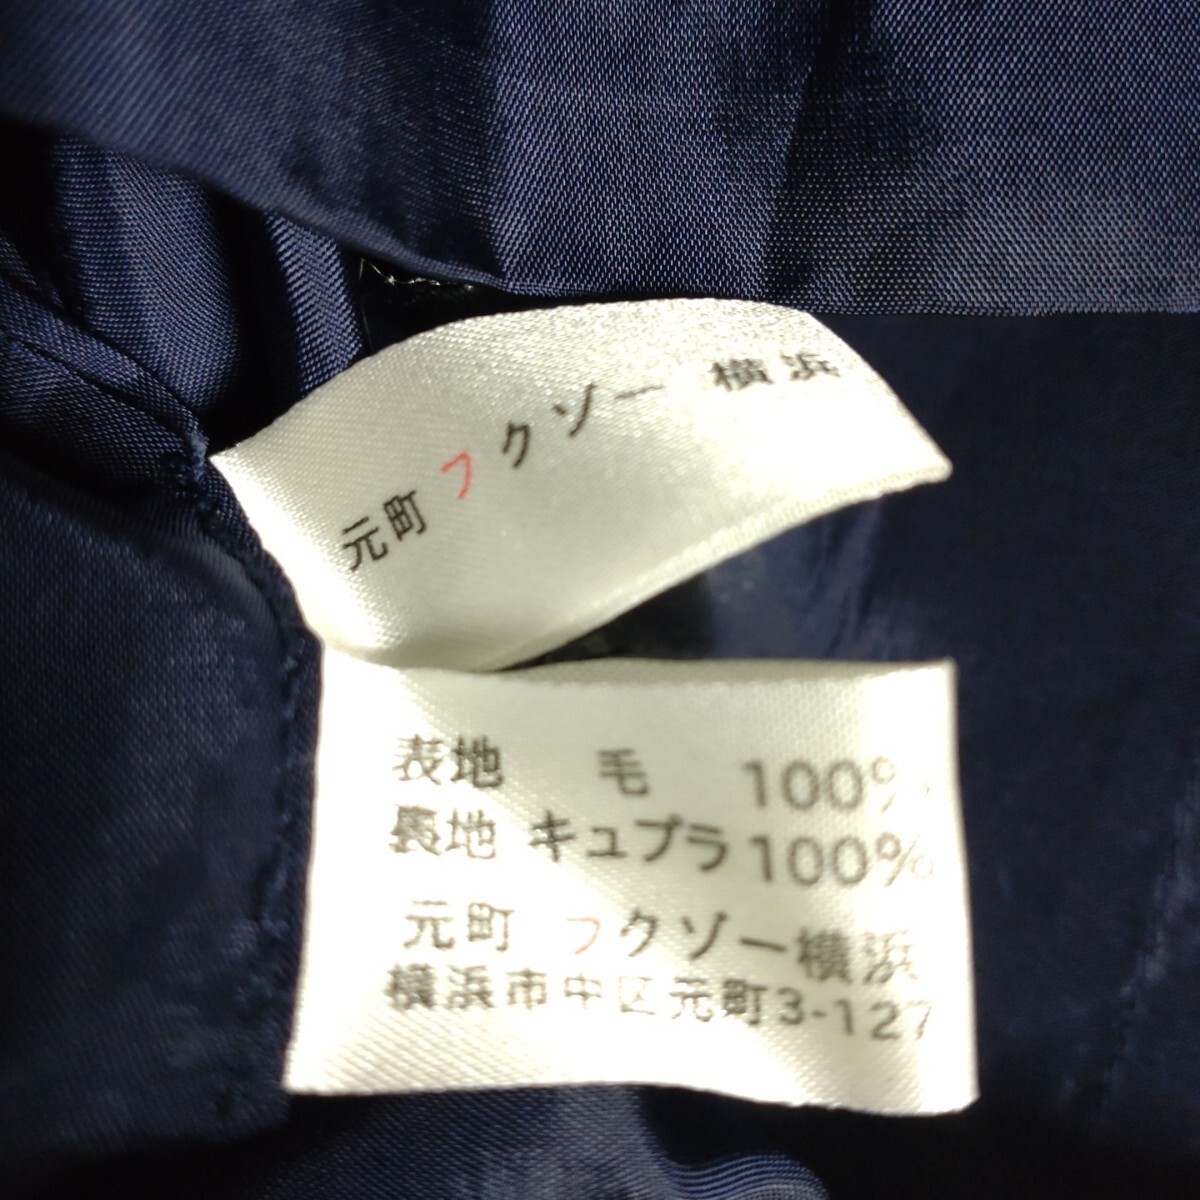 元町 フクゾー 横浜
表地 毛 100%
裏地 キュプラ 100%
元町 フクゾー横浜
横浜市中区元町3-127